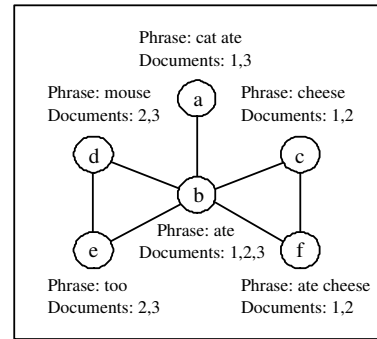 Phrase: cat ate
Documents: 1,3
a
Phrase: mouse
Documents: 2,3
d
Phrase: cheese
Documents: 1,2
c
b
Phrase: ate
Documents: 1,2,3
e
Phrase: too
Documents: 2,3
f
Phrase: ate cheese
Documents: 1,2